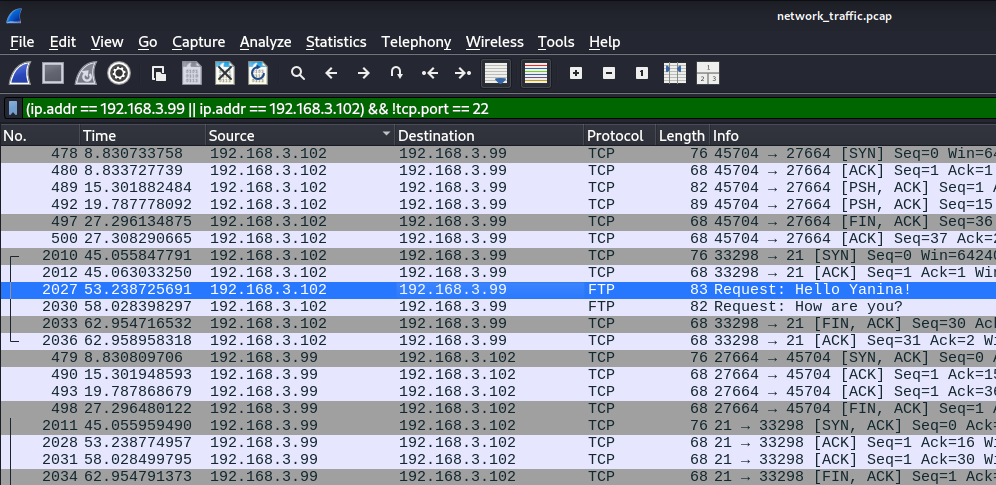 network_traffic.pcap
File Edit View Go Capture Analyze Statistics Telephony Wireless Tools Help
(ip.addr == 192.168.3.99 || ip.addr == 192.168.3.102) && !tcp.port == 22
No. Time Source Destination Protocol Length Info
478 8.830733758 192.168.3.102 192.168.3.99 TCP 76 45704 → 27664 [SYN] Seq=0 Win=64
480 8.833727739 192.168.3.102 192.168.3.99 TCP 68 45704 → 27664 [ACK] Seq=1 Ack=1
489 15.301882484 192.168.3.102 192.168.3.99 TCP 82 45704 → 27664 [PSH, ACK] Seq=1
492 19.787778092 192.168.3.102 192.168.3.99 TCP 89 45704 → 27664 [PSH, ACK] Seq=15
497 27.296134875 192.168.3.102 192.168.3.99 TCP 68 45704 → 27664 [FIN, ACK] Seq=36
500 27.308290665 192.168.3.102 192.168.3.99 TCP 68 45704 → 27664 [ACK] Seq=37 Ack=2
2010 45.055847791 192.168.3.102 192.168.3.99 TCP 76 33298 → 21 [SYN] Seq=0 Win=64240
2012 45.063033250 192.168.3.102 192.168.3.99 TCP 68 33298 → 21 [ACK] Seq=1 Ack=1 Win
2027 53.238725691 192.168.3.102 192.168.3.99 FTP 83 Request: Hello Yanina!
2030 58.028398297 192.168.3.102 192.168.3.99 FTP 82 Request: How are you?
2033 62.954716532 192.168.3.102 192.168.3.99 TCP 68 33298 → 21 [FIN, ACK] Seq=30 Ac
2036 62.958958318 192.168.3.102 192.168.3.99 TCP 68 33298 → 21 [ACK] Seq=31 Ack=2 Wi
479 8.830809706 192.168.3.99 192.168.3.102 TCP 76 27664 → 45704 [SYN, ACK] Seq=0
490 15.301948593 192.168.3.99 192.168.3.102 TCP 68 27664 → 45704 [ACK] Seq=1 Ack=15
493 19.787868679 192.168.3.99 192.168.3.102 TCP 68 27664 → 45704 [ACK] Seq=1 Ack=36
498 27.296480122 192.168.3.99 192.168.3.102 TCP 68 27664 → 45704 [FIN, ACK] Seq=1
2011 45.055959490 192.168.3.99 192.168.3.102 TCP 76 21 → 33298 [SYN, ACK] Seq=0 Ack=
2028 53.238774957 192.168.3.99 192.168.3.102 TCP 68 21 → 33298 [ACK] Seq=1 Ack=16 Wi
2031 58.028499795 192.168.3.99 192.168.3.102 TCP 68 21 → 33298 [ACK] Seq=1 Ack=30 Wi
2034 62.954791373 192.168.3.99 192.168.3.102 TCP 68 21 → 33298 [FIN, ACK] Seq=1 Ack=